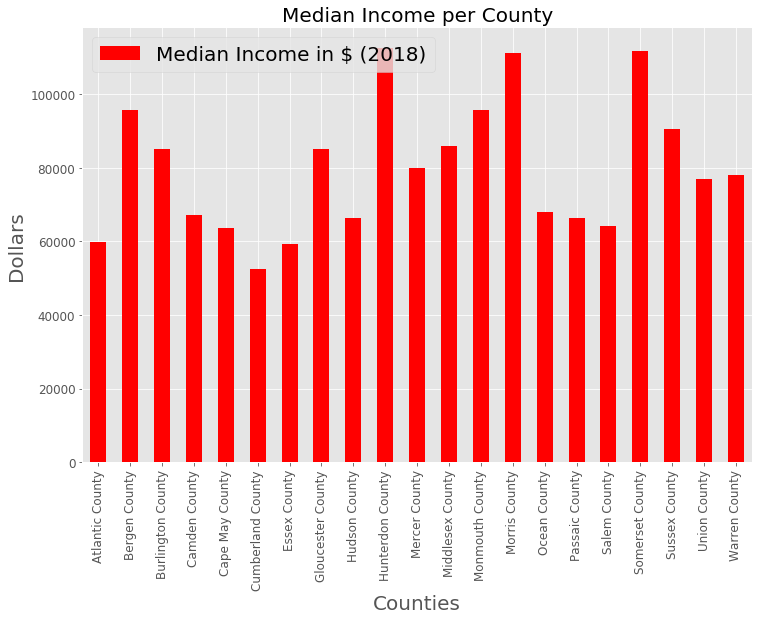 Median Income per County
Median Income in $ (2018)
100000
80000
60000
40000
20000
0
Dollars
Atlantic County
Bergen County
Burlington County
Camden County
Cape May County
Cumberland County
Essex County
Gloucester County
Hudson County
Hunterdon County
Mercer County
Middlesex County
Monmouth County
Morris County
Ocean County
Passaic County
Salem County
Somerset County
Sussex County
Union County
Warren County
Counties